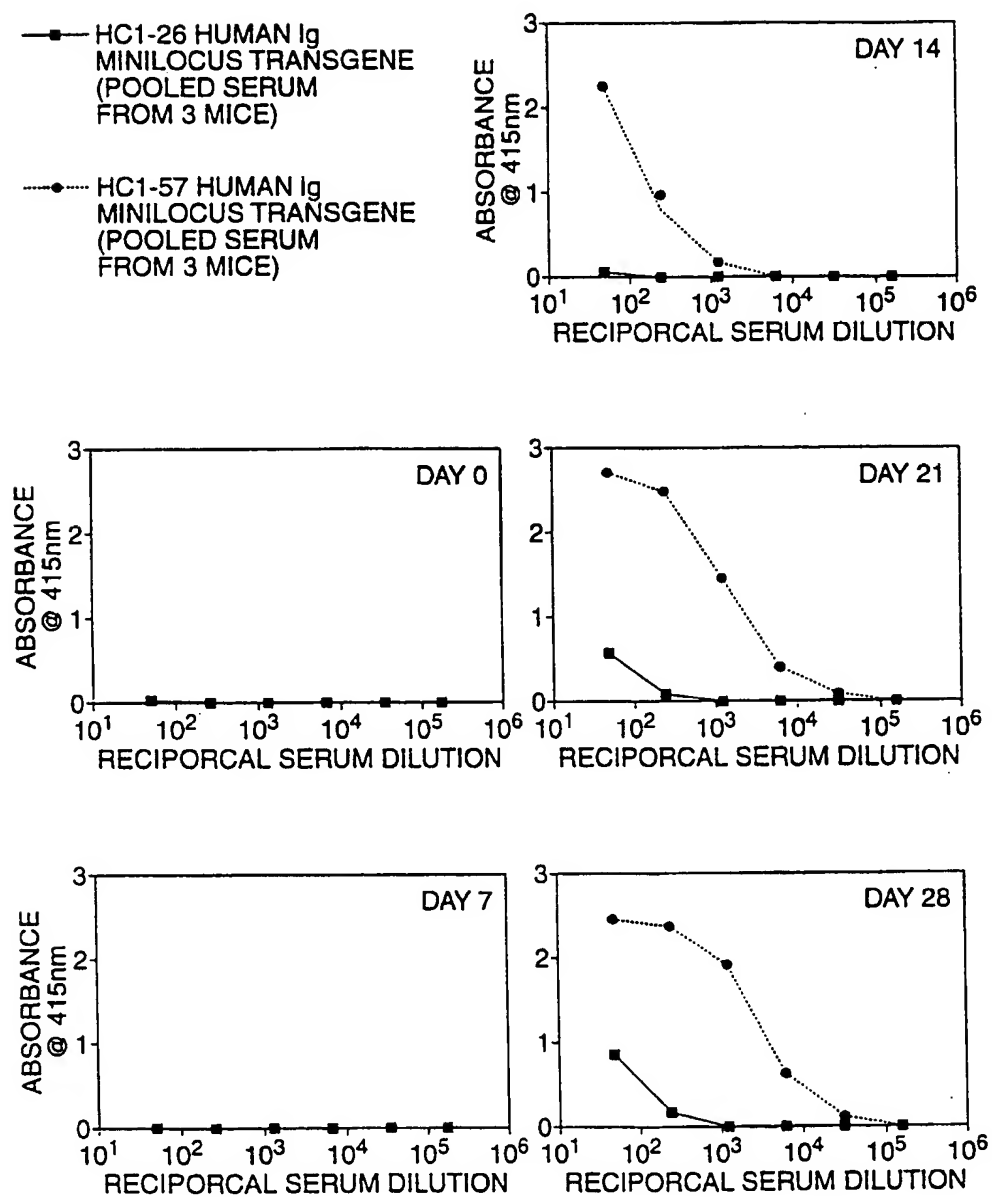 HC1-26 HUMAN Ig
MINILOCUS TRANSGENE
(POOLED SERUM
FROM 3 MICE)
HC1-57 HUMAN Ig
MINILOCUS TRANSGENE
(POOLED SERUM
FROM 3 MICE)
DAY 14
ABSORBANCE
@ 415nm
3
2
1
0
10¹ 10² 10³ 10⁴ 10⁵ 10⁶
RECIPORCAL SERUM DILUTION
DAY 0
ABSORBANCE
@ 415nm
3
2
1
0
10¹ 10² 10³ 10⁴ 10⁵ 10⁶
RECIPORCAL SERUM DILUTION
DAY 21
3
2
1
0
10¹ 10² 10³ 10⁴ 10⁵ 10⁶
RECIPORCAL SERUM DILUTION
DAY 7
ABSORBANCE
@ 415nm
3
2
1
0
10¹ 10² 10³ 10⁴ 10⁵ 10⁶
RECIPORCAL SERUM DILUTION
DAY 28
3
2
1
0
10¹ 10² 10³ 10⁴ 10⁵ 10⁶
RECIPORCAL SERUM DILUTION